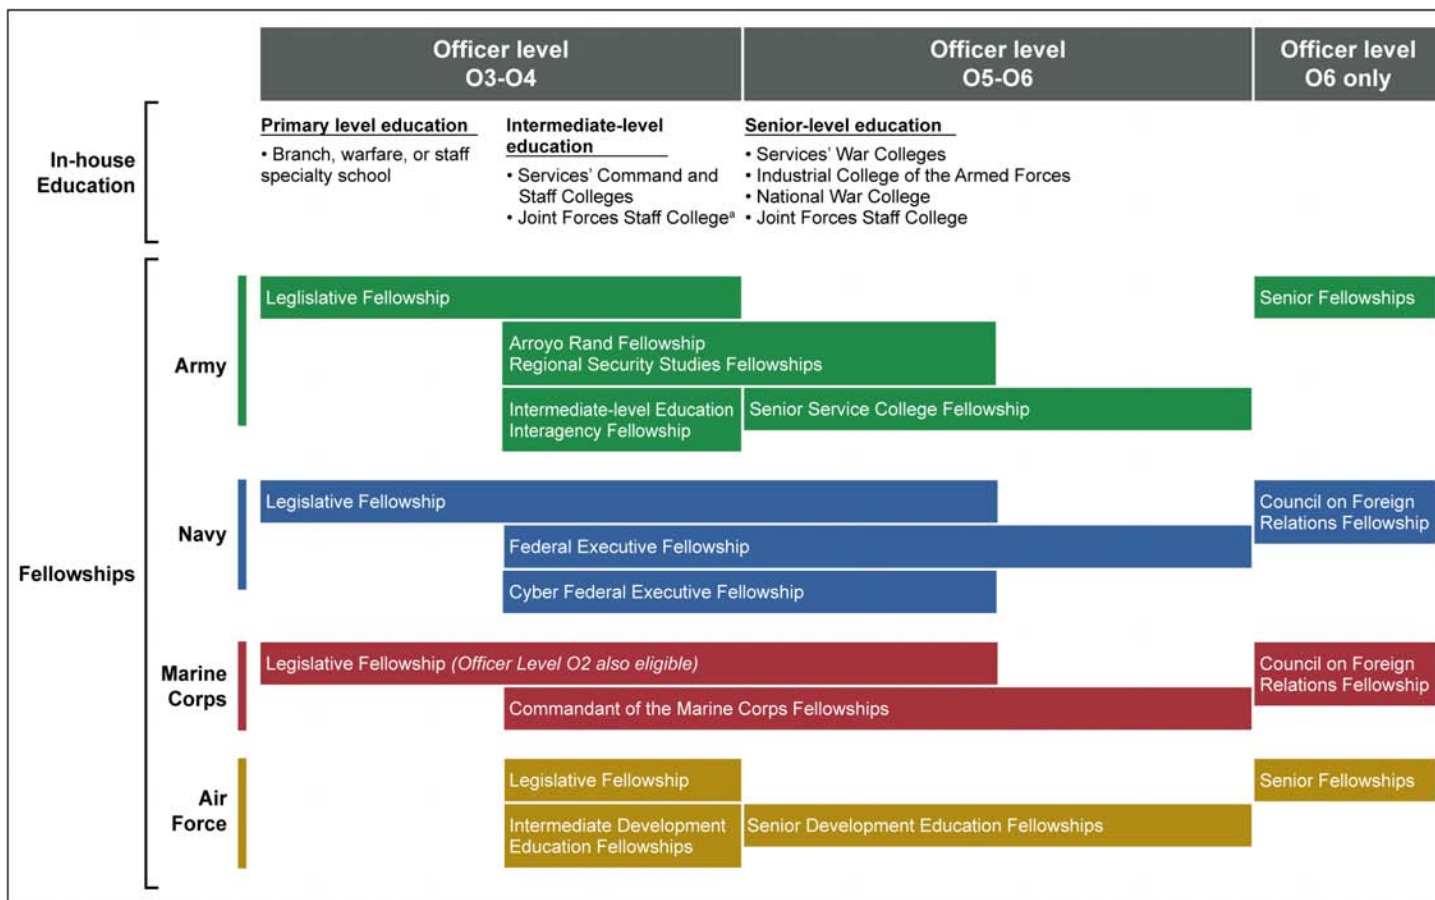 Officer level
O3-O4
Officer level
O5-O6
Officer level
O6 only
In-house
Education
Primary level education
• Branch, warfare, or staff
specialty school
Intermediate-level
education
• Services' Command and
Staff Colleges
• Joint Forces Staff Collegeᵃ
Senior-level education
• Services' War Colleges
• Industrial College of the Armed Forces
• National War College
• Joint Forces Staff College
Fellowships
Army
Leglislative Fellowship
Senior Fellowships
Arroyo Rand Fellowship
Regional Security Studies Fellowships
Intermediate-level Education
Interagency Fellowship
Senior Service College Fellowship
Navy
Legislative Fellowship
Council on Foreign
Relations Fellowship
Federal Executive Fellowship
Cyber Federal Executive Fellowship
Marine
Corps
Legislative Fellowship (Officer Level O2 also eligible)
Council on Foreign
Relations Fellowship
Commandant of the Marine Corps Fellowships
Air
Force
Legislative Fellowship
Senior Fellowships
Intermediate Development
Education Fellowships
Senior Development Education Fellowships